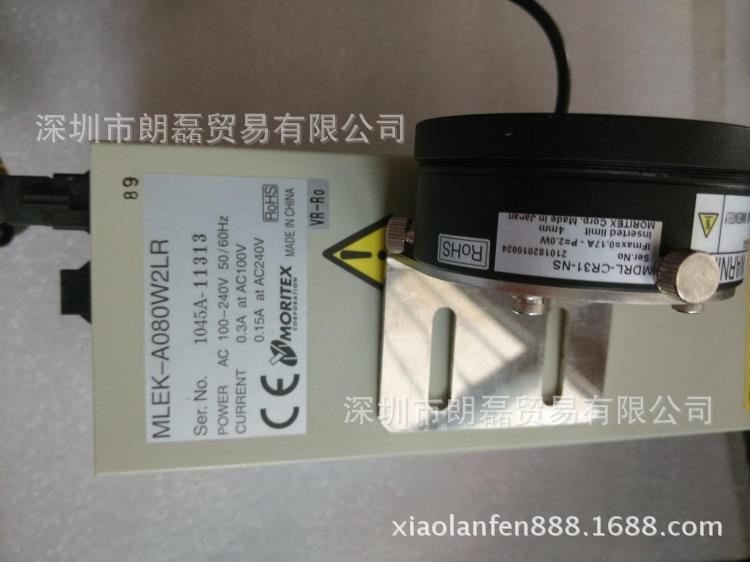 深圳市朗磊贸易有限公司
89
MLEK-A080W2LR
Ser. No. 1045A-11313
POWER AC 100-240V 50/60Hz
CURRENT 0.3A at AC100V
0.15A at AC240V
CE
MORITEX
CORPORATION
MADE IN CHINA
RoHS
VR-R0
MDRL-CR31-NS
Ser.No. 210182010024
IFmax=0.17A - P=2.0W
Inserted limit 4mm
MORITEX Corp. Made in Japan
RoHS
深圳市朗磊贸易有限公司
xiaolanfen888.1688.com